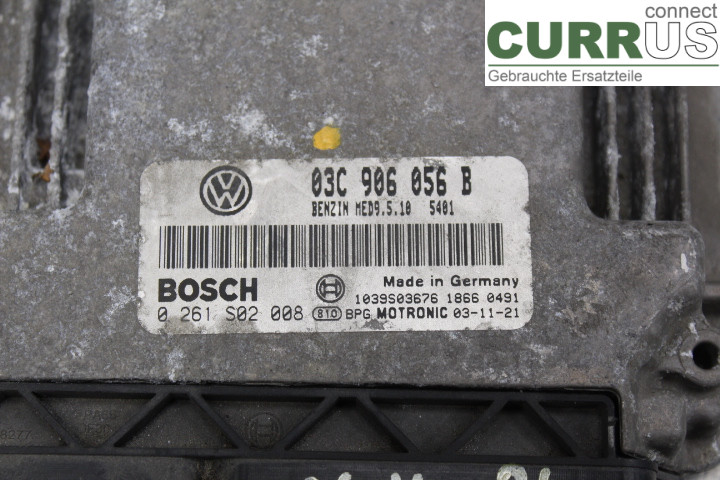 connect
CURRUS
Gebrauchte Ersatzteile
03C 906 056 B
BENZIN MED9.5.10 5401
BOSCH
Made in Germany
1039S03676 1866 0491
0 261 S02 008 810 BPG MOTRONIC 03-11-21